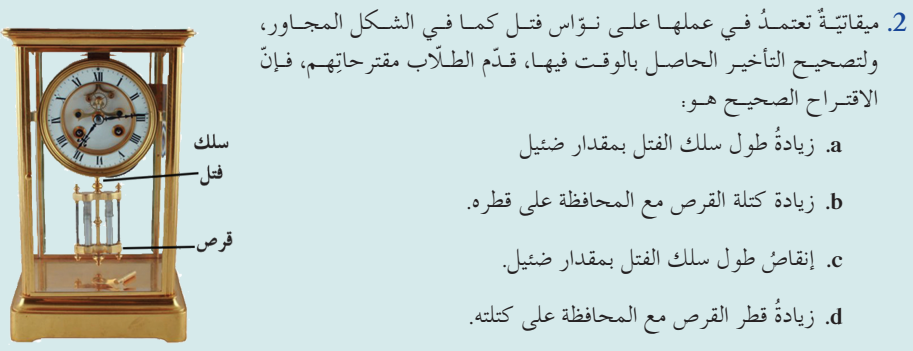 2. ميقاتيّةٌ تعتمدُ في عملها على نوّاس فتل كما في الشكل المجاور،
ولتصحيح التأخير الحاصل بالوقت فيها، قدّم الطلّاب مقترحاتِهم، فإنّ
الاقتراح الصحيح هو:
a. زيادةُ طول سلك الفتل بمقدار ضئيل
b. زيادة كتلة القرص مع المحافظة على قطره.
c. إنقاصُ طول سلك الفتل بمقدار ضئيل.
d. زيادةُ قطر القرص مع المحافظة على كتلته.
سلك
فتل
قرص